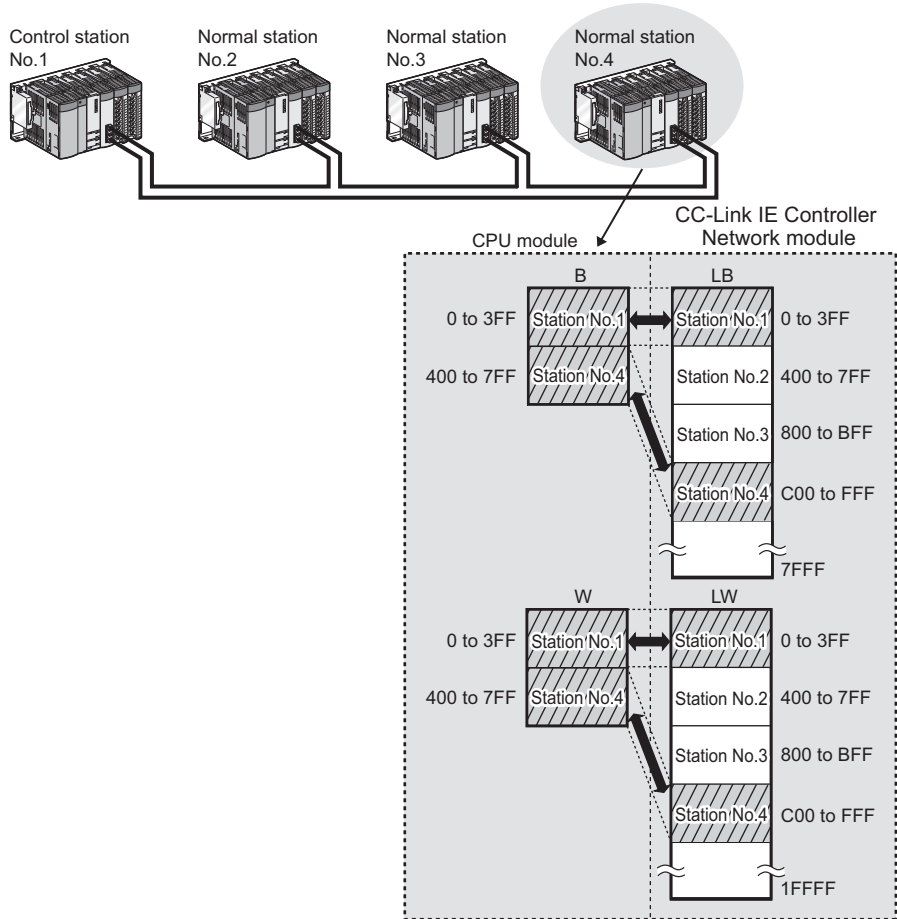 Control station
No.1
Normal station
No.2
Normal station
No.3
Normal station
No.4
CPU module
CC-Link IE Controller
Network module
B
LB
0 to 3FF
Station No.1
Station No.1
0 to 3FF
400 to 7FF
Station No.4
Station No.2
400 to 7FF
Station No.3
800 to BFF
Station No.4
C00 to FFF
7FFF
W
LW
0 to 3FF
Station No.1
Station No.1
0 to 3FF
400 to 7FF
Station No.4
Station No.2
400 to 7FF
Station No.3
800 to BFF
Station No.4
C00 to FFF
1FFFF